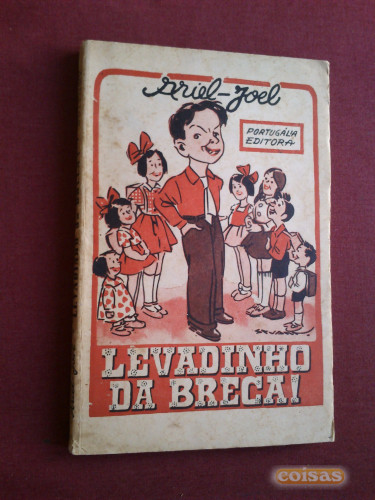 Ariel-Joel
PORTUGÁLIA
EDITORA
LEVADINHO
DA BRECA!
coisas